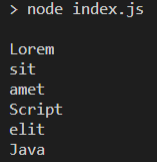 > node index.js
Lorem
sit
amet
Script
elit
Java